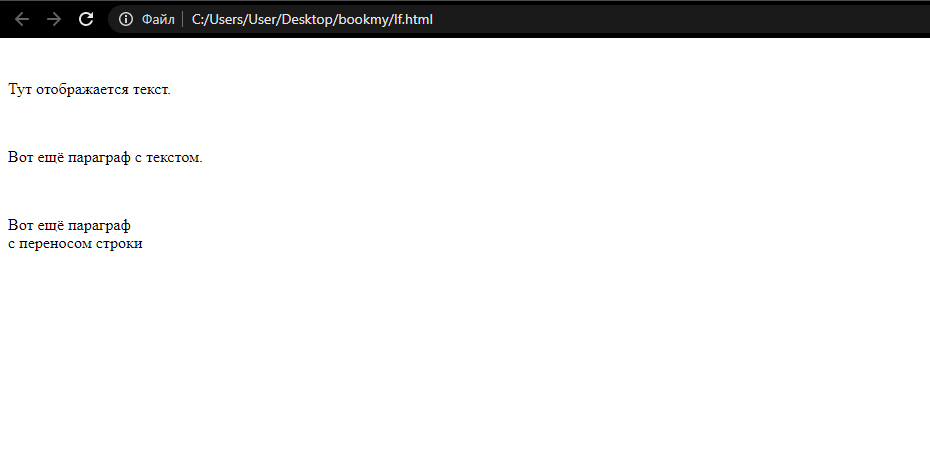 Файл C:/Users/User/Desktop/bookmy/lf.html
Тут отображается текст.
Вот ещё параграф с текстом.
Вот ещё параграф
с переносом строки